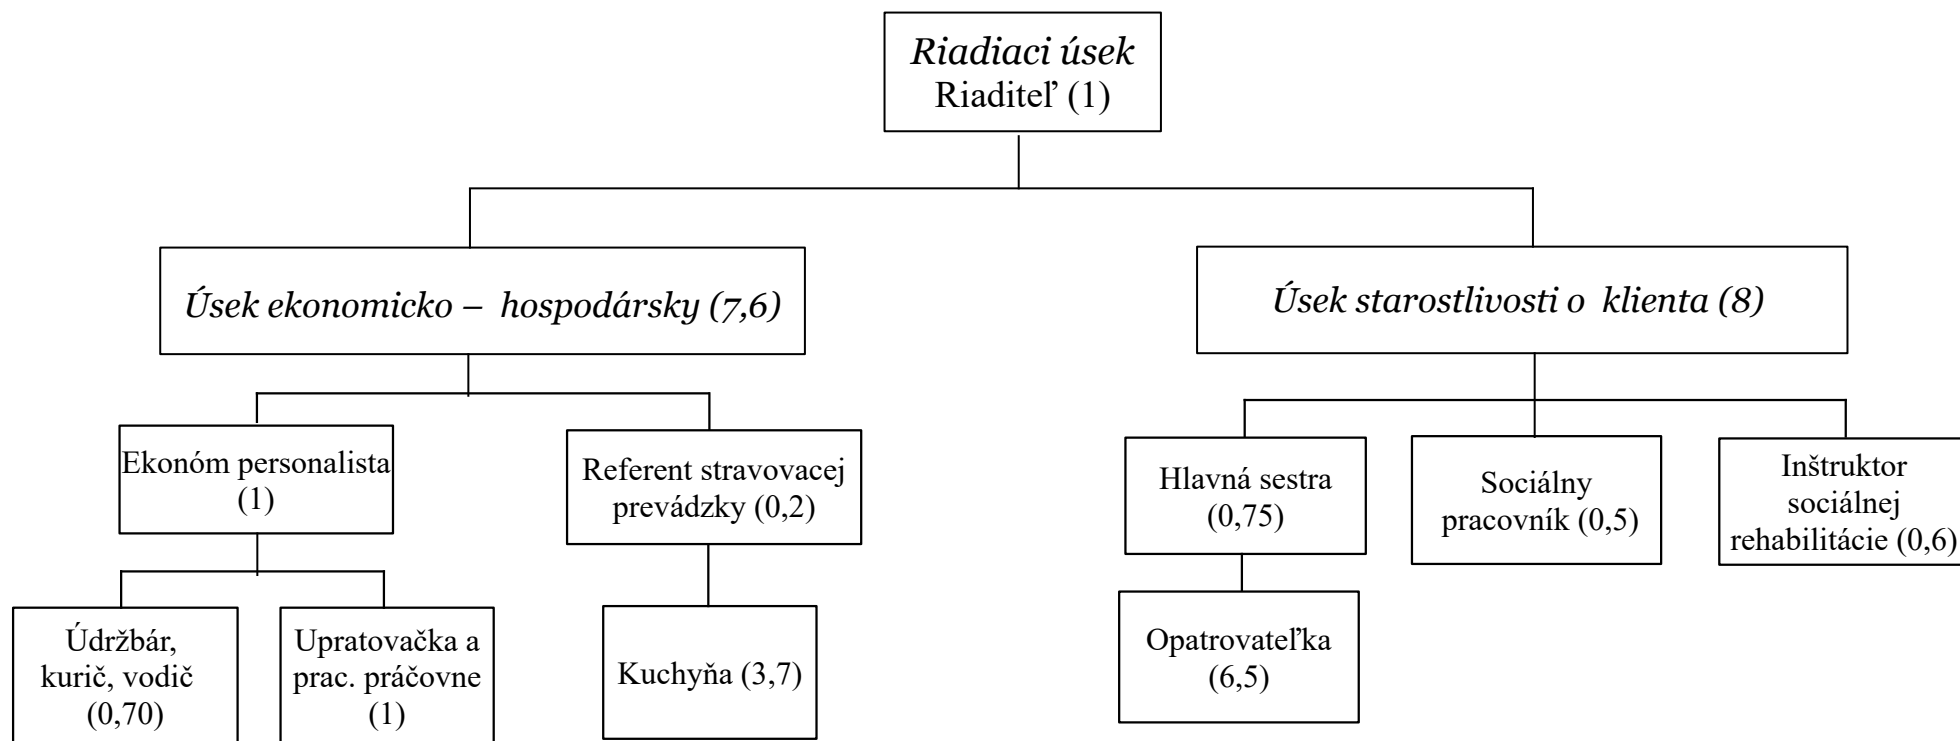 Riadiaci úsek
Riaditeľ (1)
Úsek ekonomicko – hospodársky (7,6)
Úsek starostlivosti o klienta (8)
Ekonóm personalista
(1)
Referent stravovacej
prevádzky (0,2)
Hlavná sestra
(0,75)
Sociálny
pracovník (0,5)
Inštruktor
sociálnej
rehabilitácie (0,6)
Údržbár,
kurič, vodič
(0,70)
Upratovačka a
prac. práčovne
(1)
Kuchyňa (3,7)
Opatrovateľka
(6,5)